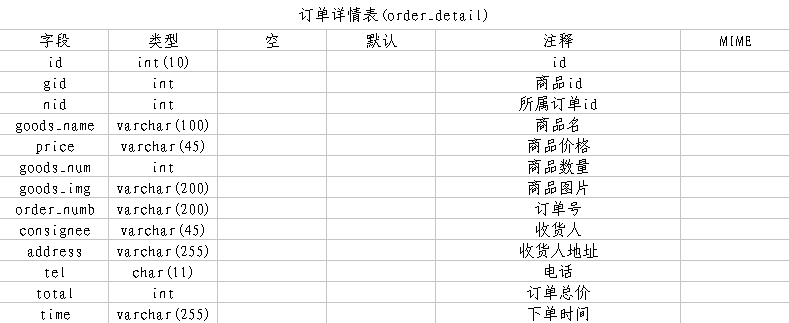 订单详情表(order_detail)
字段 类型 空 默认 注释 MIME
id int(10) id
gid int 商品id
nid int 所属订单id
goods_name varchar(100) 商品名
price varchar(45) 商品价格
goods_num int 商品数量
goods_img varchar(200) 商品图片
order_numb varchar(200) 订单号
consignee varchar(45) 收货人
address varchar(255) 收货人地址
tel char(11) 电话
total int 订单总价
time varchar(255) 下单时间